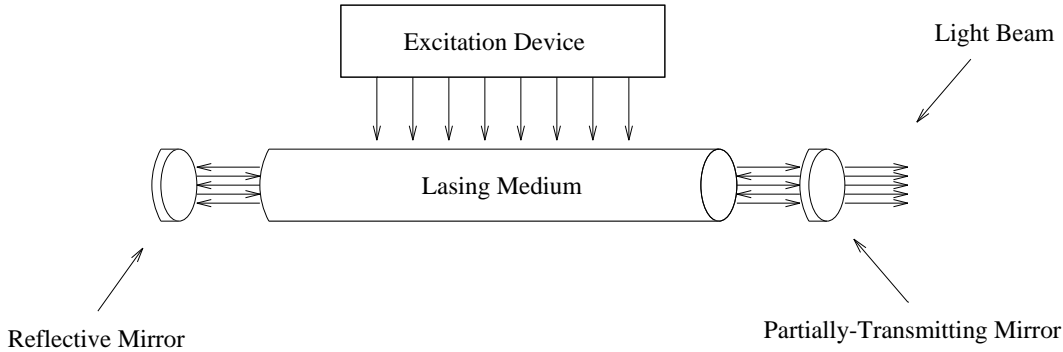 Excitation Device
Light Beam
Lasing Medium
Reflective Mirror
Partially-Transmitting Mirror